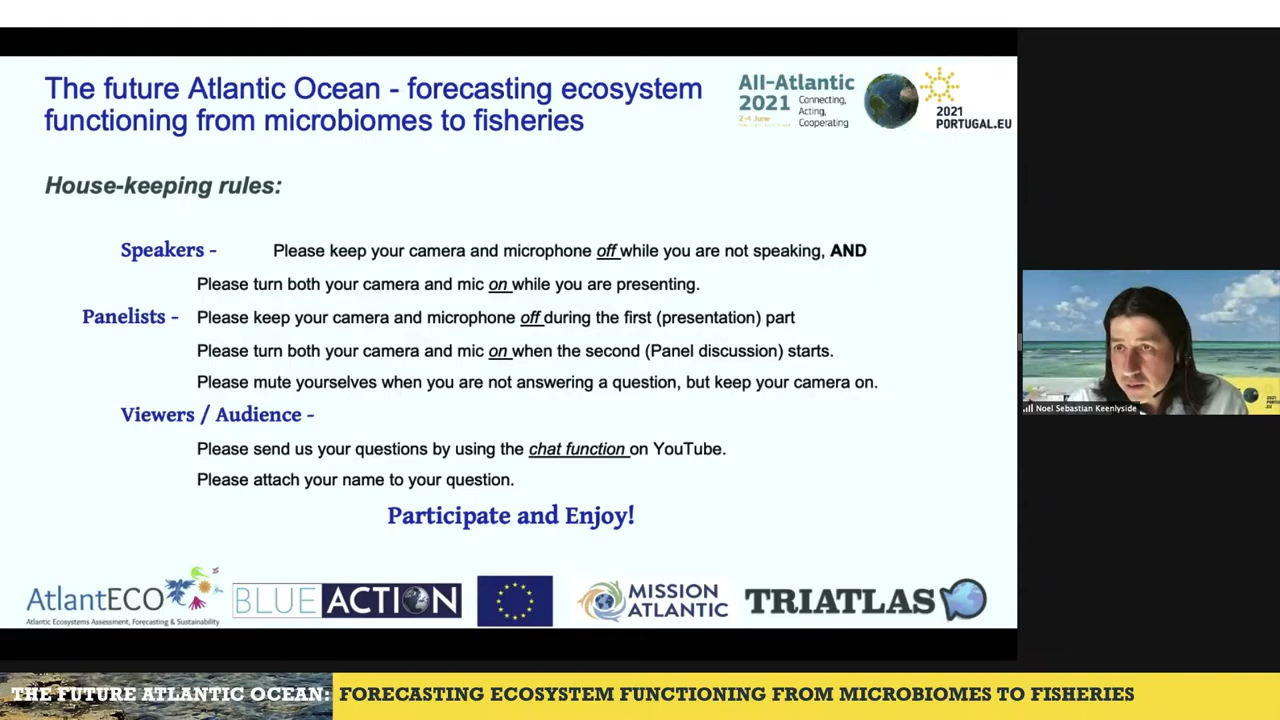 The future Atlantic Ocean - forecasting ecosystem
functioning from microbiomes to fisheries
All-Atlantic
2021
Connecting,
Acting,
Cooperating
2-4 June
2021
PORTUGAL.EU
House-keeping rules:
Speakers - Please keep your camera and microphone off while you are not speaking, AND
Please turn both your camera and mic on while you are presenting.
Panelists - Please keep your camera and microphone off during the first (presentation) part
Please turn both your camera and mic on when the second (Panel discussion) starts.
Please mute yourselves when you are not answering a question, but keep your camera on.
Viewers / Audience -
Please send us your questions by using the chat function on YouTube.
Please attach your name to your question.
Participate and Enjoy!
Noel Sebastian Keenlyside
AtlantECO
Atlantic Ecosystems Assessment, Forecasting & Sustainability
BLUE ACTION
MISSION
ATLANTIC
TRIATLAS
THE FUTURE ATLANTIC OCEAN: FORECASTING ECOSYSTEM FUNCTIONING FROM MICROBIOMES TO FISHERIES